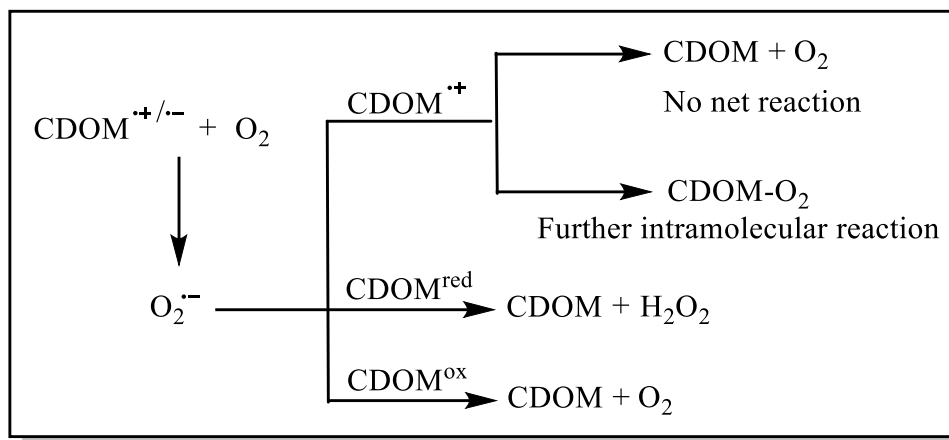 CDOM•+/•− + O₂
O₂•−
CDOM•+
CDOM + O₂
No net reaction
CDOM-O₂
Further intramolecular reaction
CDOMʳᵉᵈ
CDOM + H₂O₂
CDOMᵒˣ
CDOM + O₂